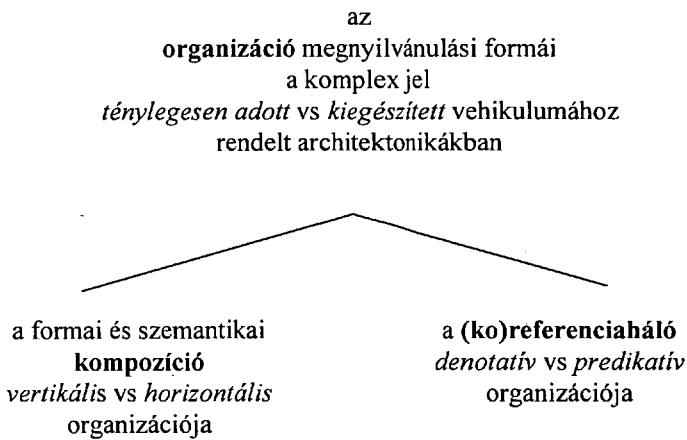 az
organizáció megnyilvánulási formái
a komplex jel
ténylegesen adott vs kiegészített vehikulumához
rendelt architektonikákban
a formai és szemantikai
kompozíció
vertikális vs horizontális
organizációja
a (ko)referenciaháló
denotatív vs predikatív
organizációja